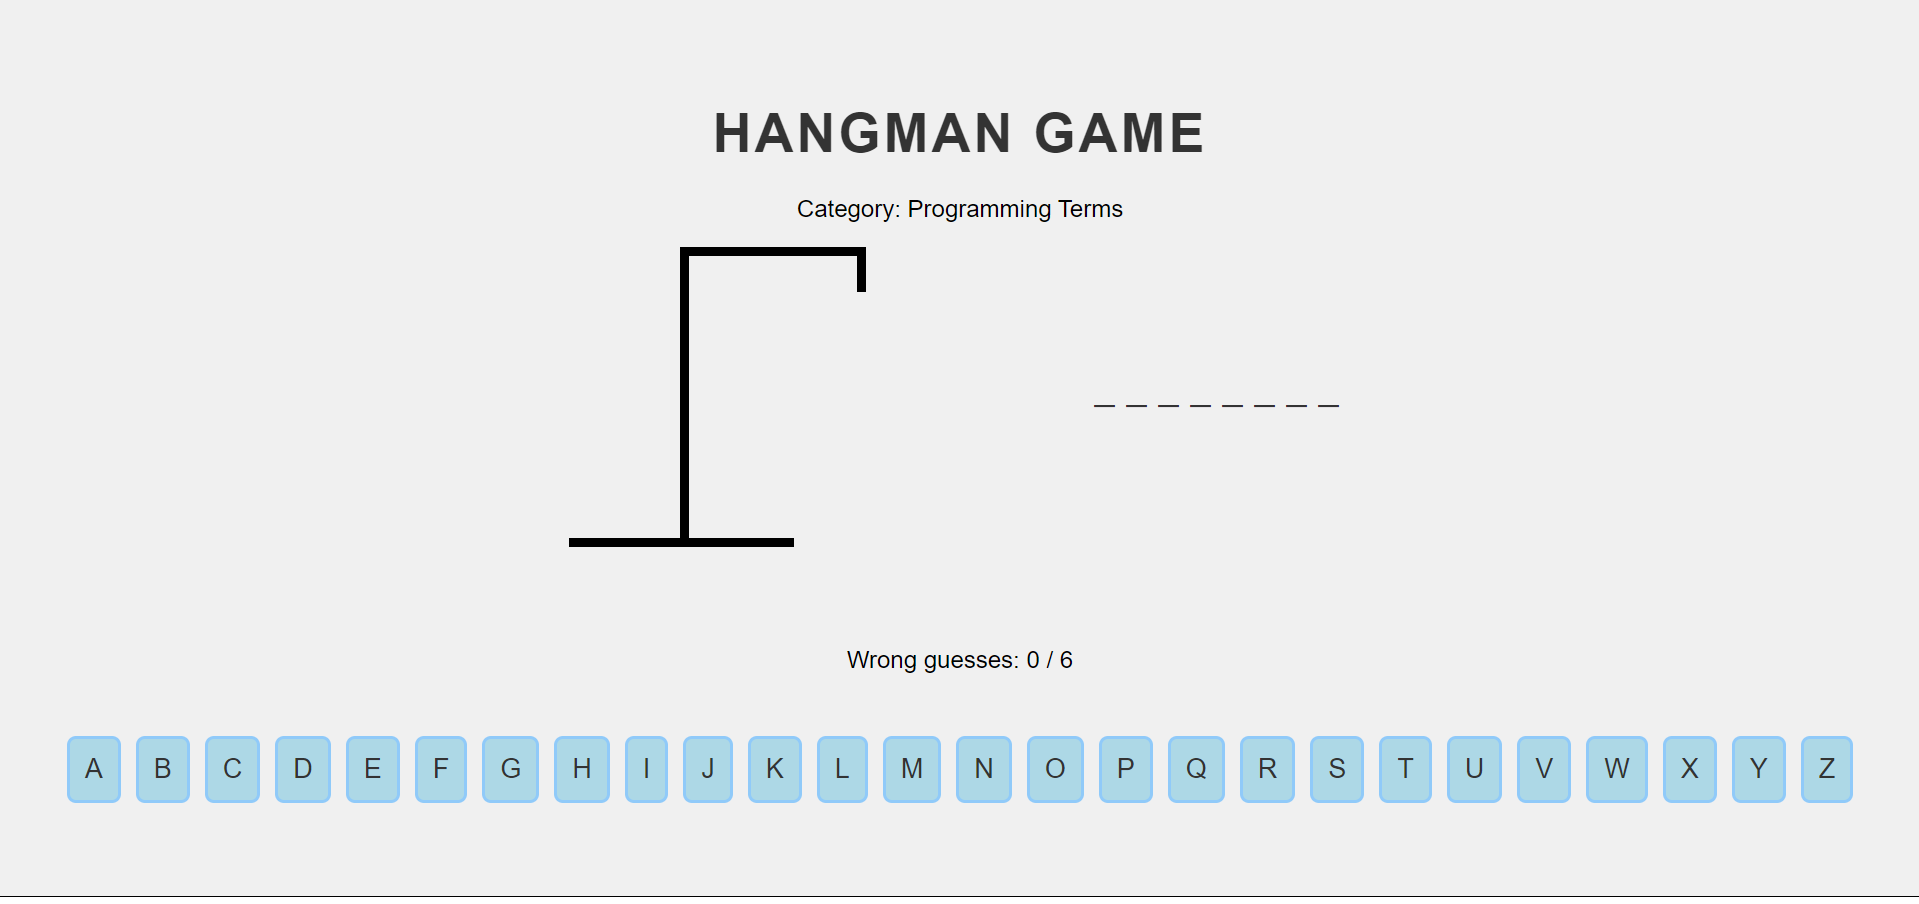 HANGMAN GAME
Category: Programming Terms
_ _ _ _ _ _ _ _
Wrong guesses: 0 / 6
A B C D E F G H I J K L M N O P Q R S T U V W X Y Z